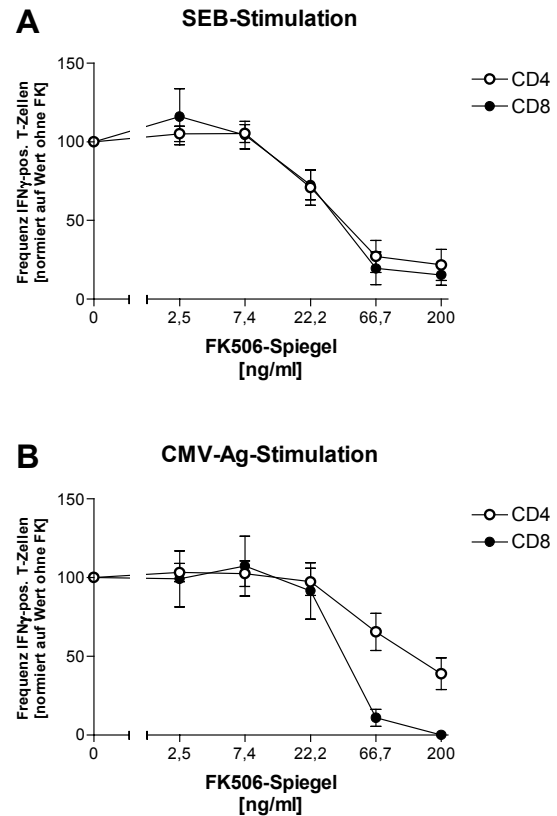 A
SEB-Stimulation
Frequenz IFNγ-pos. T-Zellen
[normiert auf Wert ohne FK]
150
100
50
0
0
2,5
7,4
22,2
66,7
200
FK506-Spiegel
[ng/ml]
CD4
CD8
B
CMV-Ag-Stimulation
Frequenz IFNγ-pos. T-Zellen
[normiert auf Wert ohne FK]
150
100
50
0
0
2,5
7,4
22,2
66,7
200
FK506-Spiegel
[ng/ml]
CD4
CD8